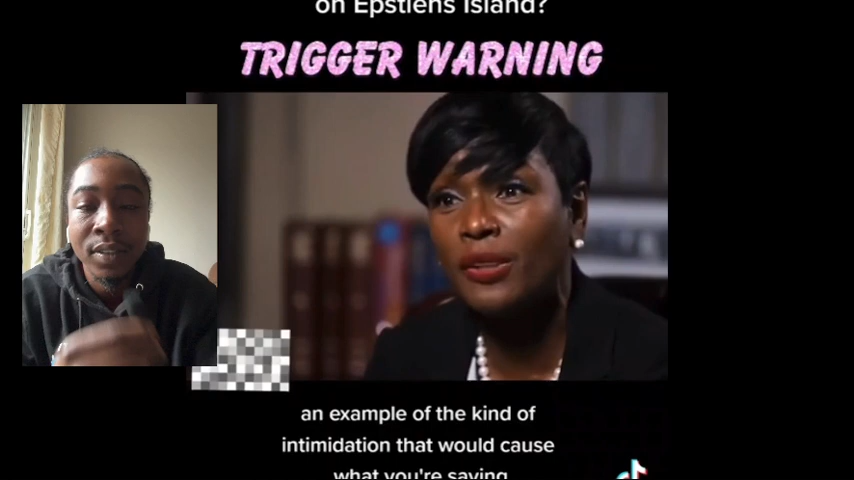 on Epstiens Island?
TRIGGER WARNING
an example of the kind of
intimidation that would cause
what you're saying